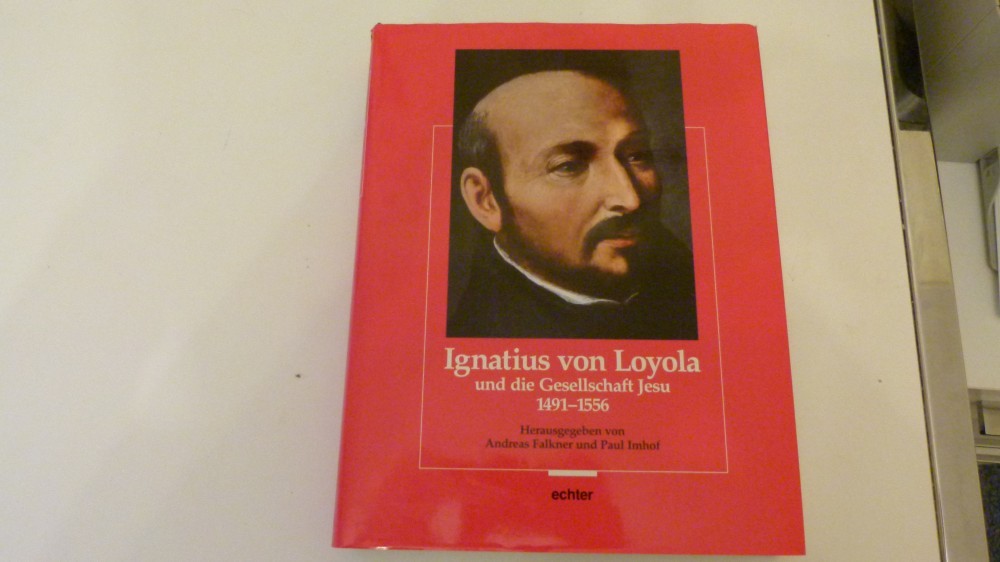 Ignatius von Loyola
und die Gesellschaft Jesu
1491–1556
Herausgegeben von
Andreas Falkner und Paul Imhof
echter